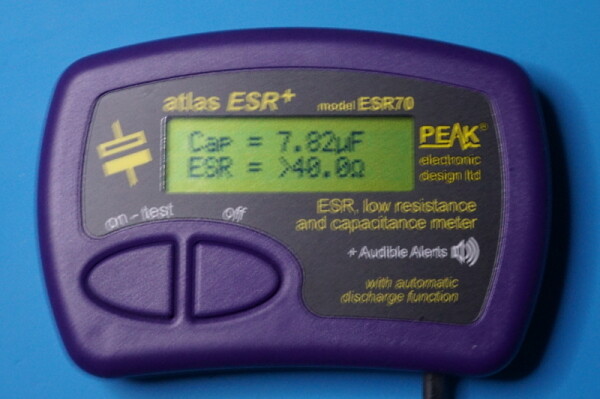 atlas ESR+ model ESR70
Cap = 7.82µF
ESR = >40.0Ω
PEAK®
electronic
design ltd
on - test off
ESR, low resistance
and capacitance meter
+ Audible Alerts
with automatic
discharge function